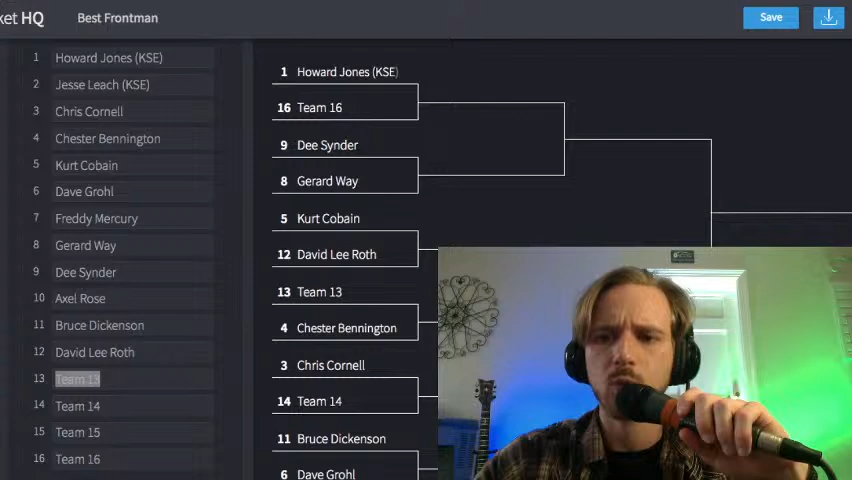 ket HQ
Best Frontman
Save
1 Howard Jones (KSE)
2 Jesse Leach (KSE)
3 Chris Cornell
4 Chester Bennington
5 Kurt Cobain
6 Dave Grohl
7 Freddy Mercury
8 Gerard Way
9 Dee Synder
10 Axel Rose
11 Bruce Dickenson
12 David Lee Roth
13 Team 13
14 Team 14
15 Team 15
16 Team 16
1 Howard Jones (KSE)
16 Team 16
9 Dee Synder
8 Gerard Way
5 Kurt Cobain
12 David Lee Roth
13 Team 13
4 Chester Bennington
3 Chris Cornell
14 Team 14
11 Bruce Dickenson
6 Dave Grohl